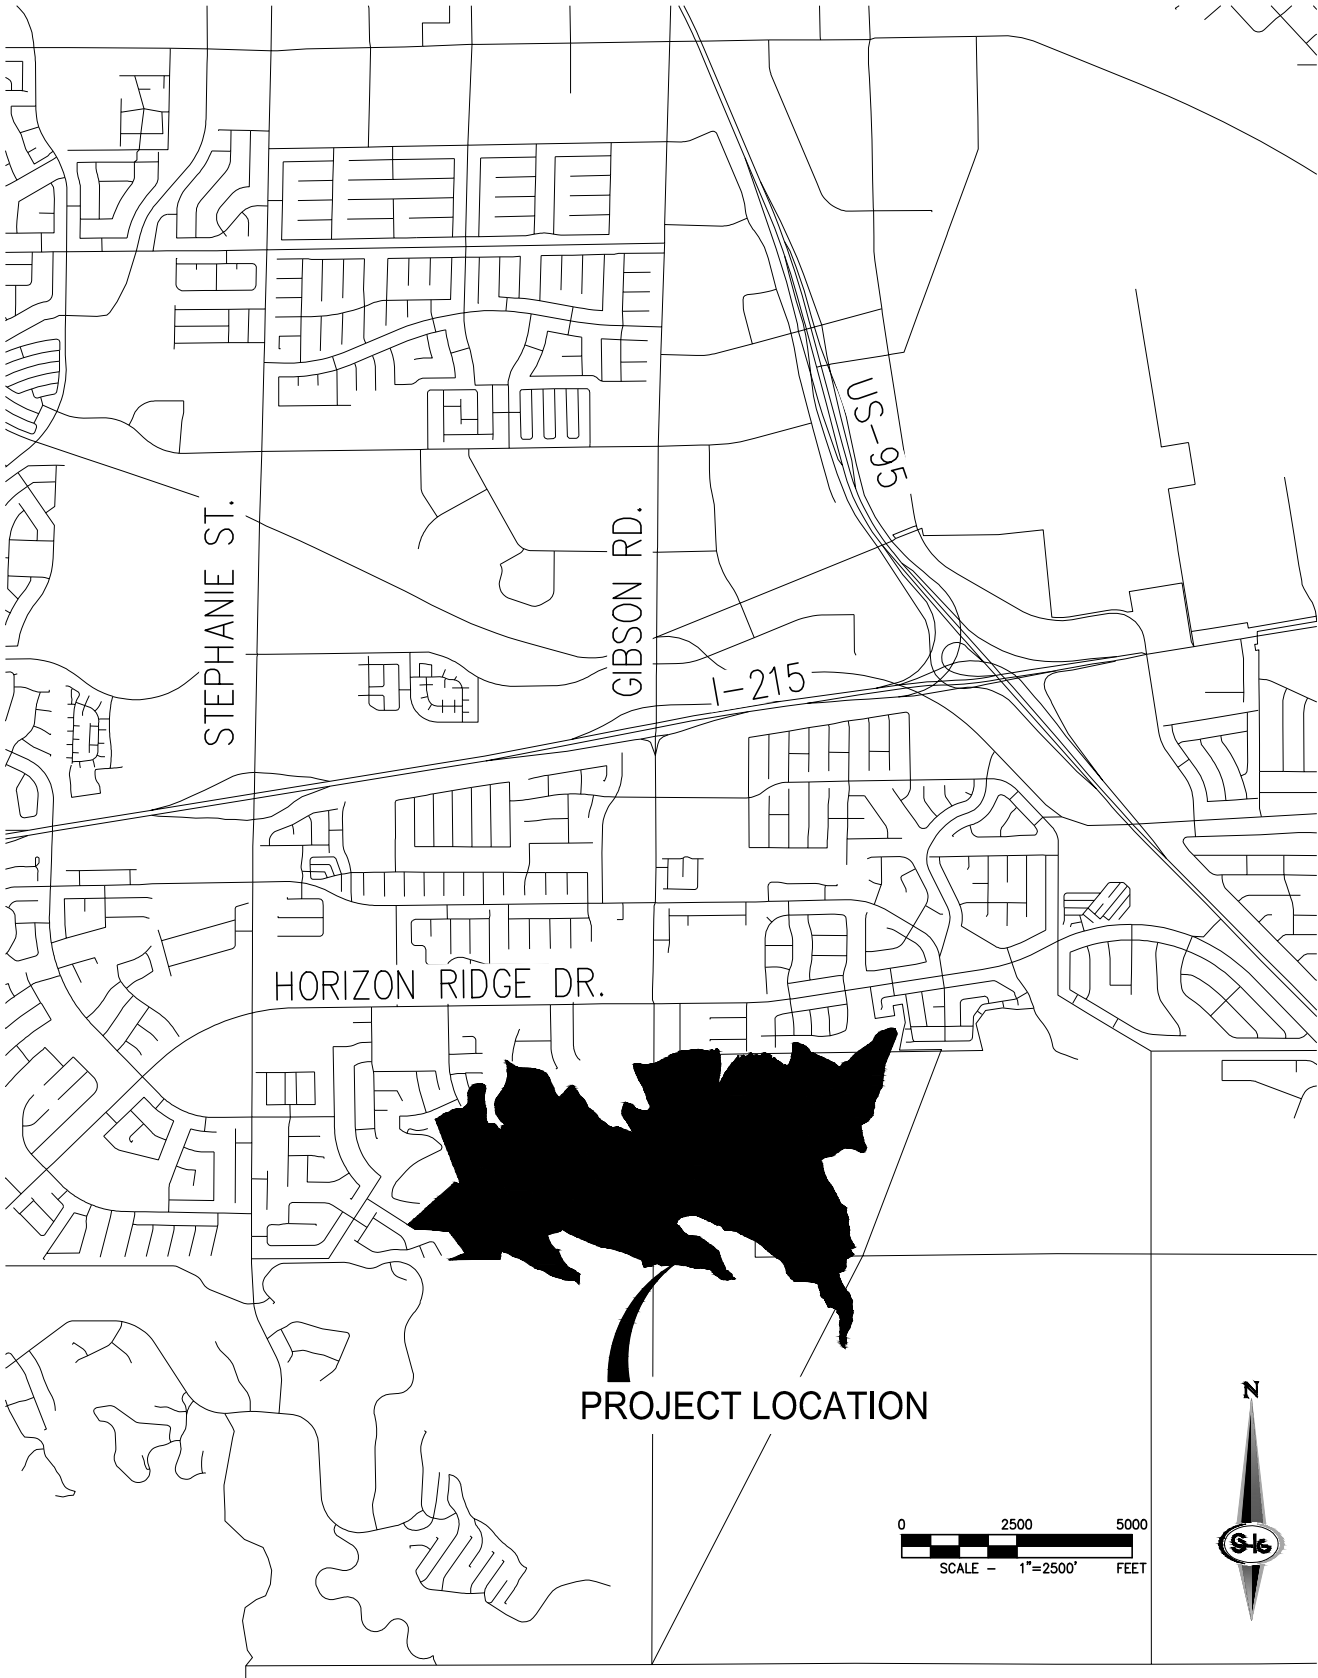 US-95
STEPHANIE ST.
GIBSON RD.
I-215
HORIZON RIDGE DR.
PROJECT LOCATION
N
0 2500 5000
SCALE - 1"=2500' FEET